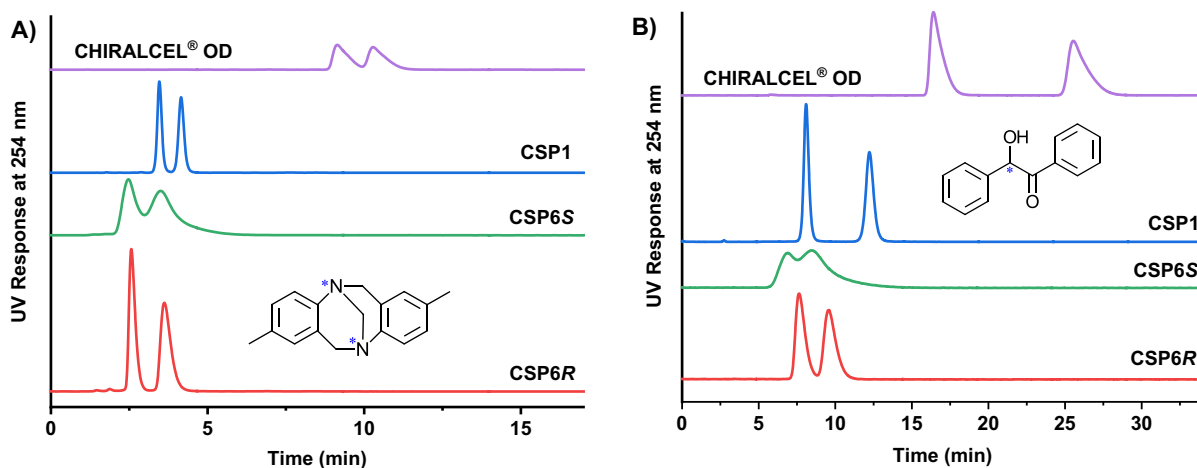 A)
UV Response at 254 nm
CHIRALCEL® OD
CSP1
CSP6S
CSP6R
* N
* N
0 5 10 15
Time (min)
B)
UV Response at 254 nm
CHIRALCEL® OD
OH
*
O
CSP1
CSP6S
CSP6R
0 5 10 15 20 25 30
Time (min)